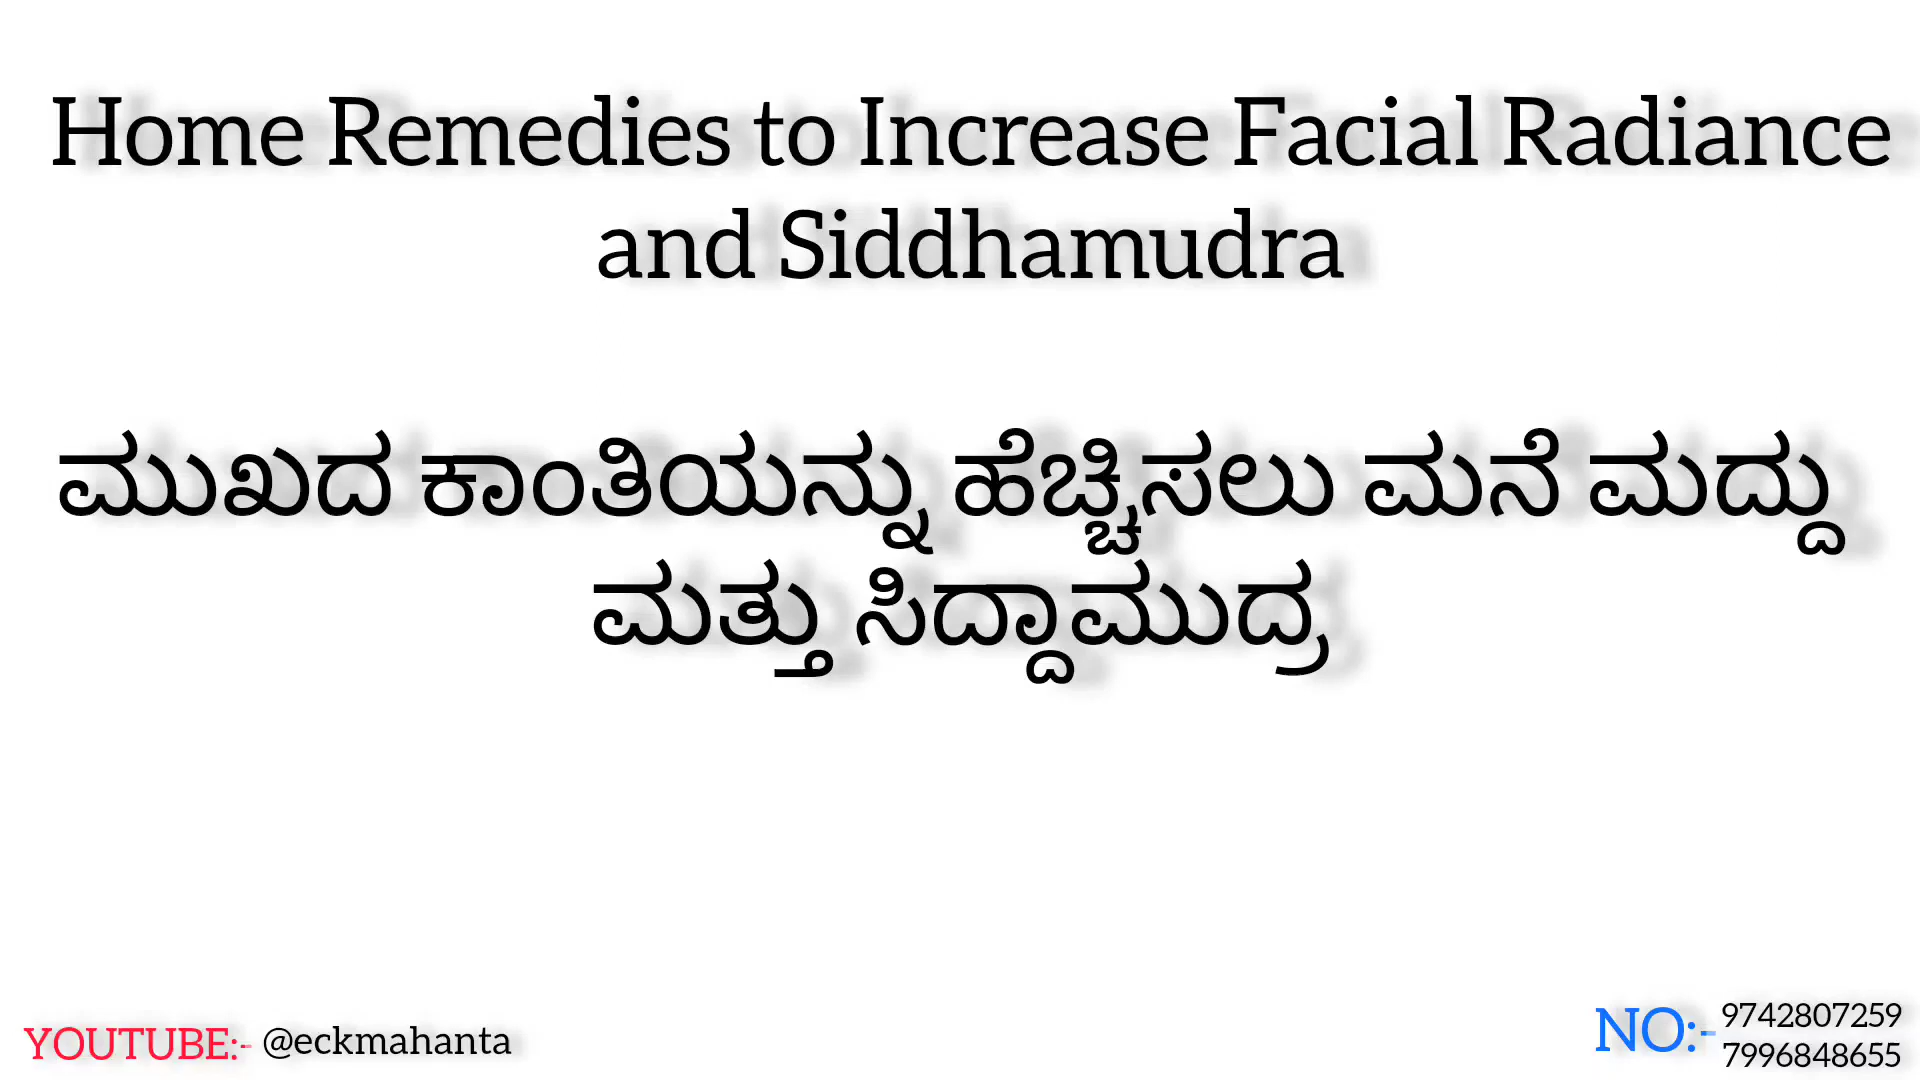 Home Remedies to Increase Facial Radiance
and Siddhamudra
ಮುಖದ ಕಾಂತಿಯನ್ನು ಹೆಚ್ಚಿಸಲು ಮನೆ ಮದ್ದು
ಮತ್ತು ಸಿದ್ದಾಮುದ್ರ
YOUTUBE:- @eckmahanta
NO:- 9742807259
7996848655